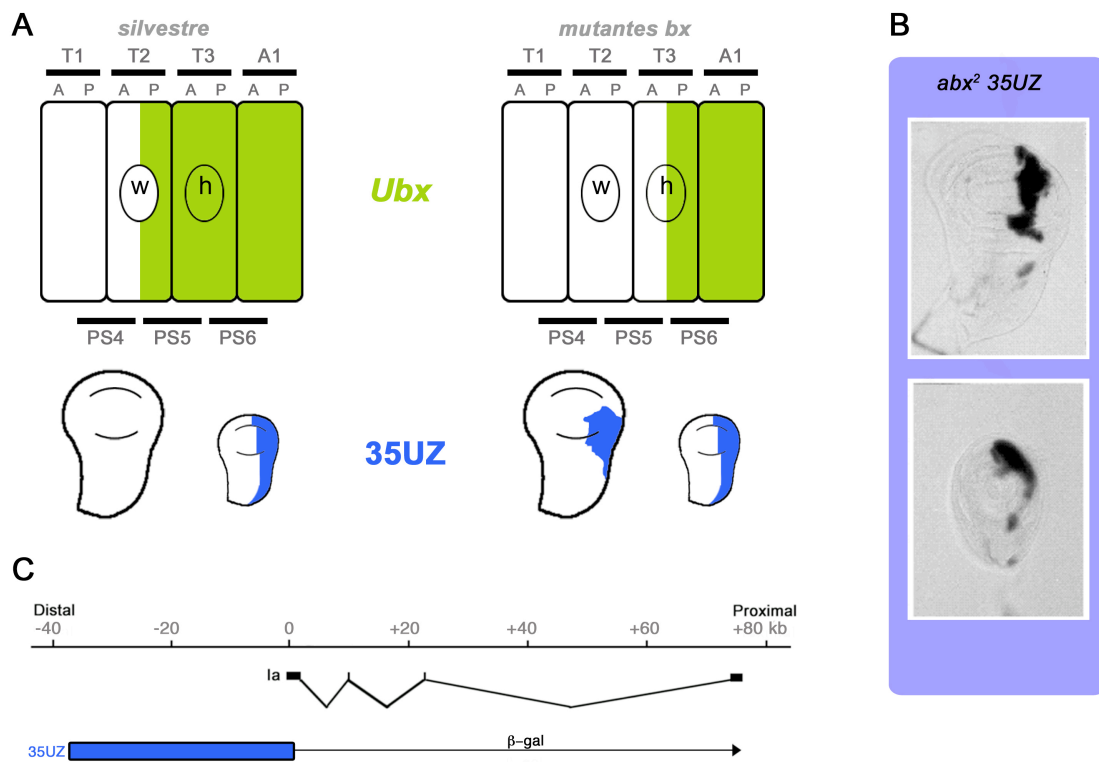 A
silvestre
T1 T2 T3 A1
A P A P A P A P
w h
PS4 PS5 PS6
Ubx
mutantes bx
T1 T2 T3 A1
A P A P A P A P
w h
PS4 PS5 PS6
35UZ
B
abx² 35UZ
C
Distal Proximal
-40 -20 0 +20 +40 +60 +80 kb
Ia
35UZ β-gal